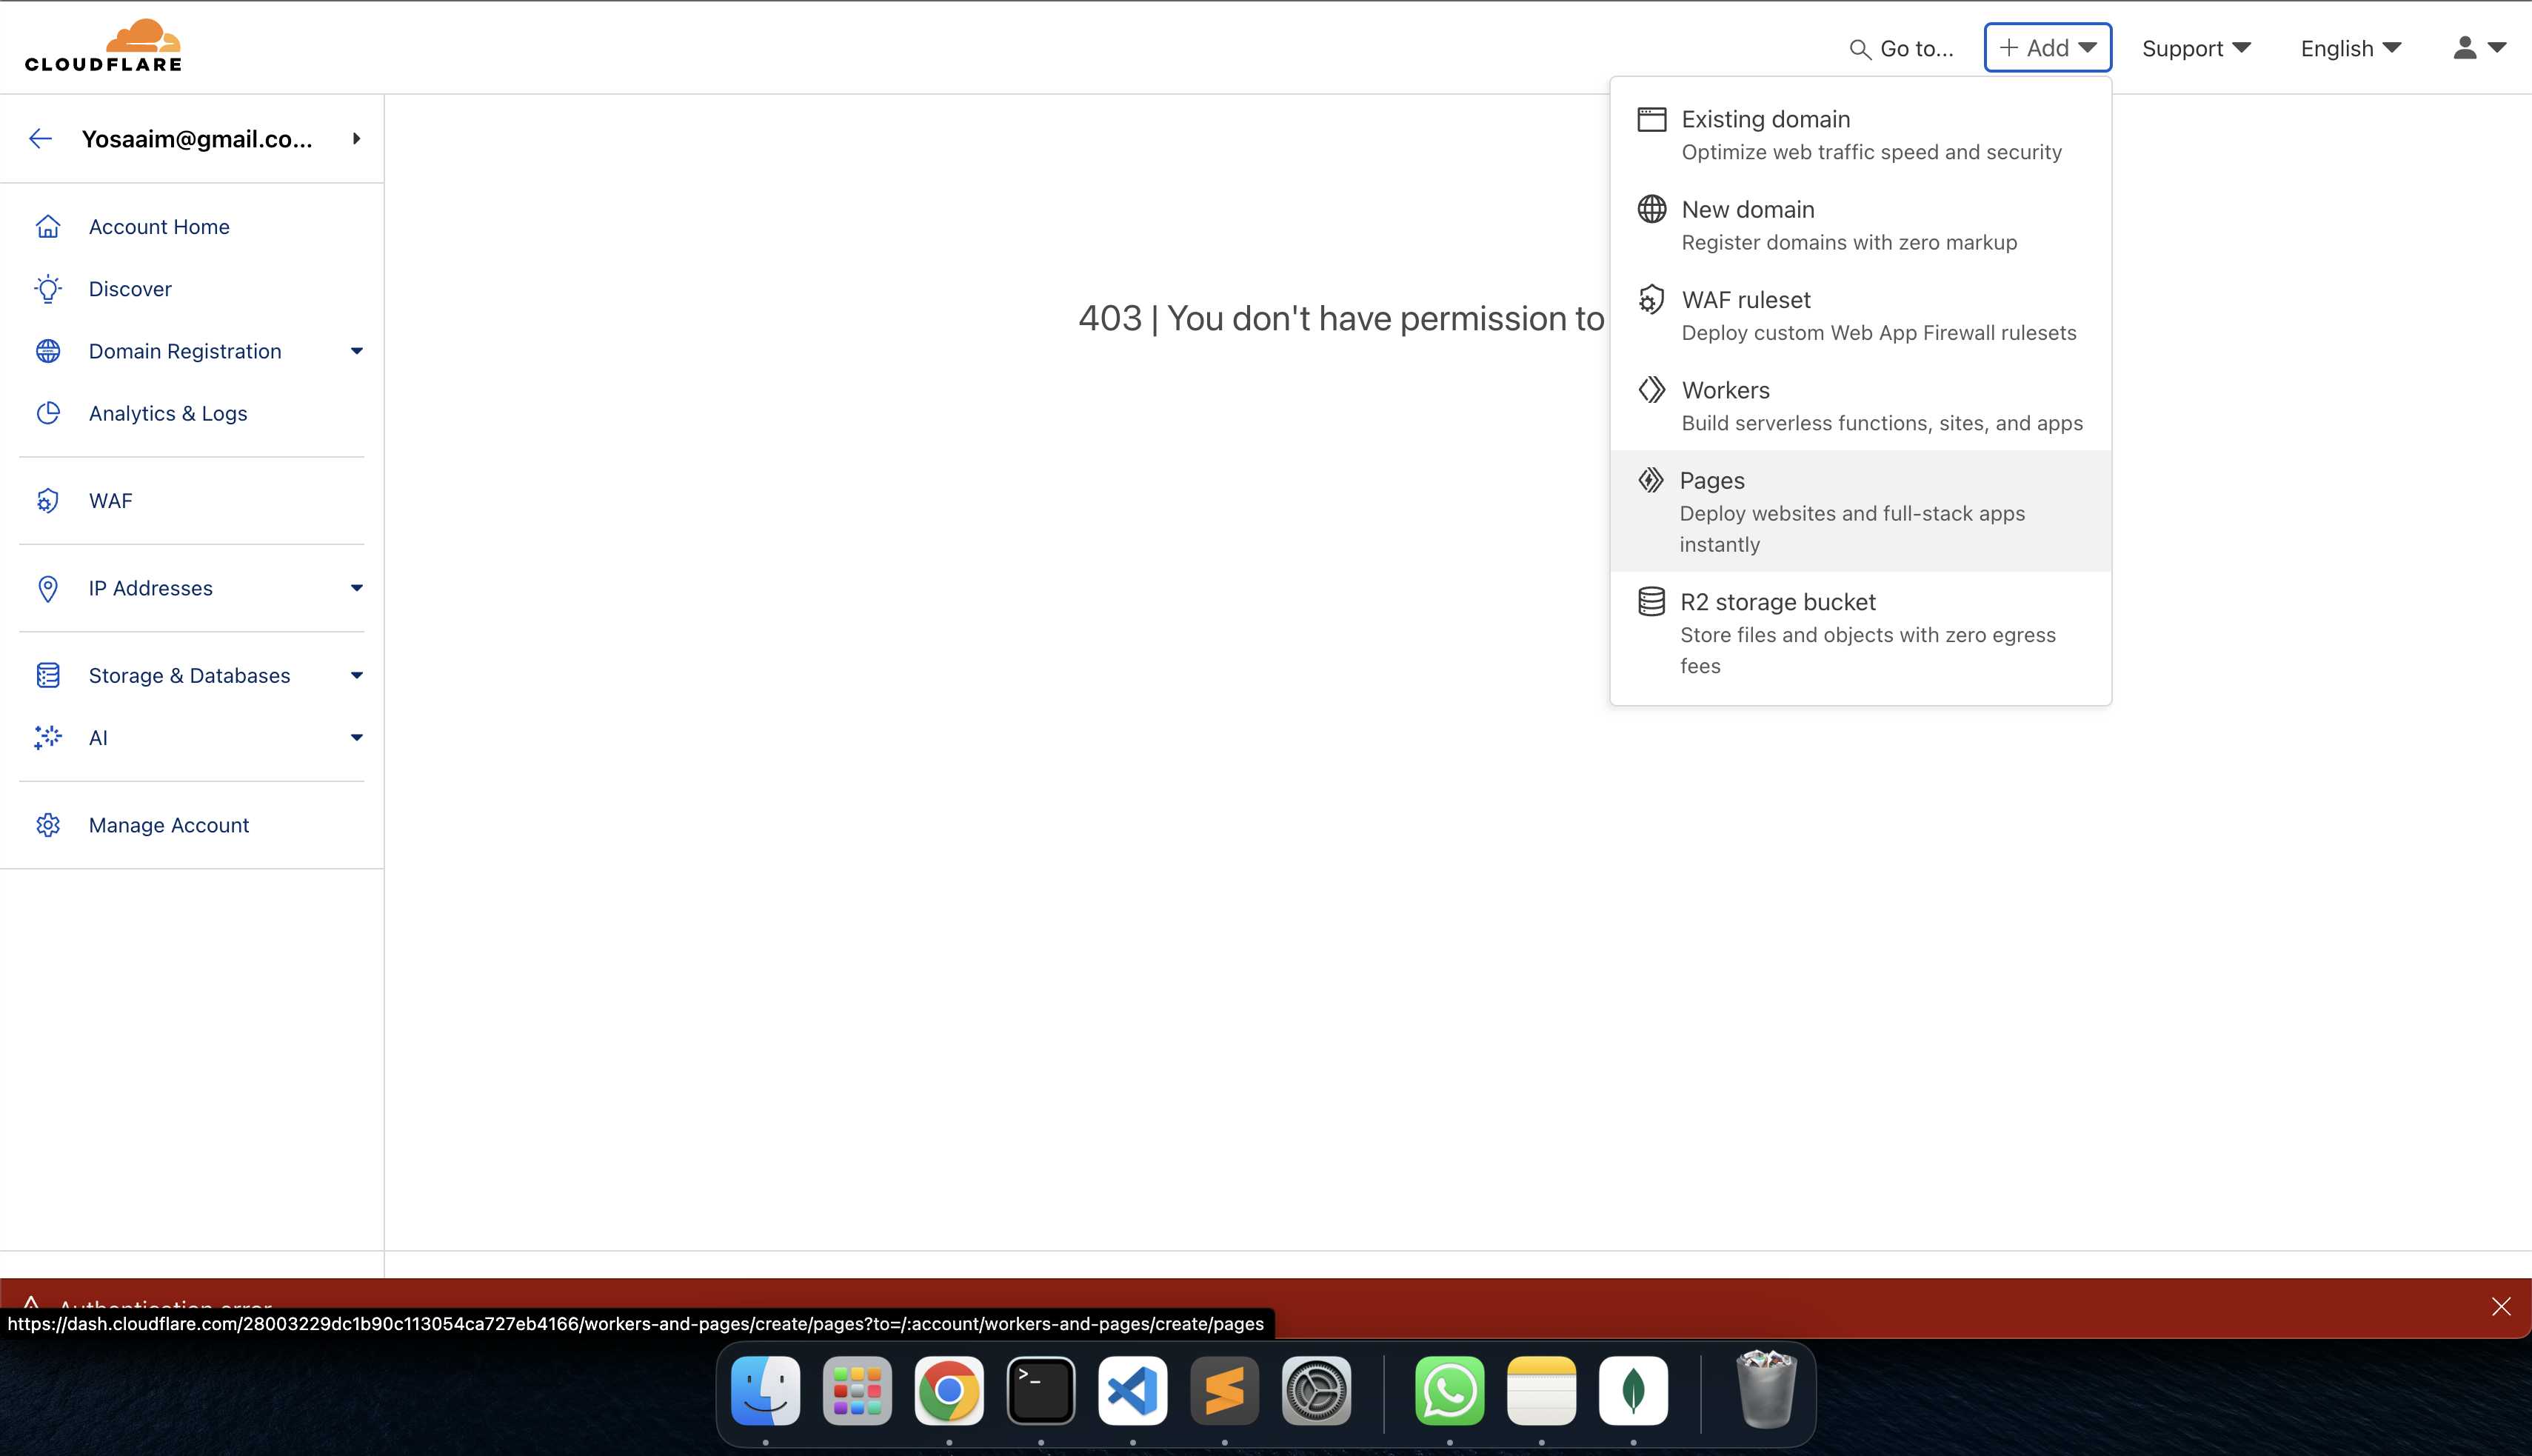 CLOUDFLARE
Go to...
+ Add
Support
English
Yosaaim@gmail.co...
Account Home
Discover
Domain Registration
Analytics & Logs
WAF
IP Addresses
Storage & Databases
AI
Manage Account
403 | You don't have permission to
Existing domain
Optimize web traffic speed and security
New domain
Register domains with zero markup
WAF ruleset
Deploy custom Web App Firewall rulesets
Workers
Build serverless functions, sites, and apps
Pages
Deploy websites and full-stack apps
instantly
R2 storage bucket
Store files and objects with zero egress
fees
Authentication error
https://dash.cloudflare.com/28003229dc1b90c113054ca727eb4166/workers-and-pages/create/pages?to=/:account/workers-and-pages/create/pages